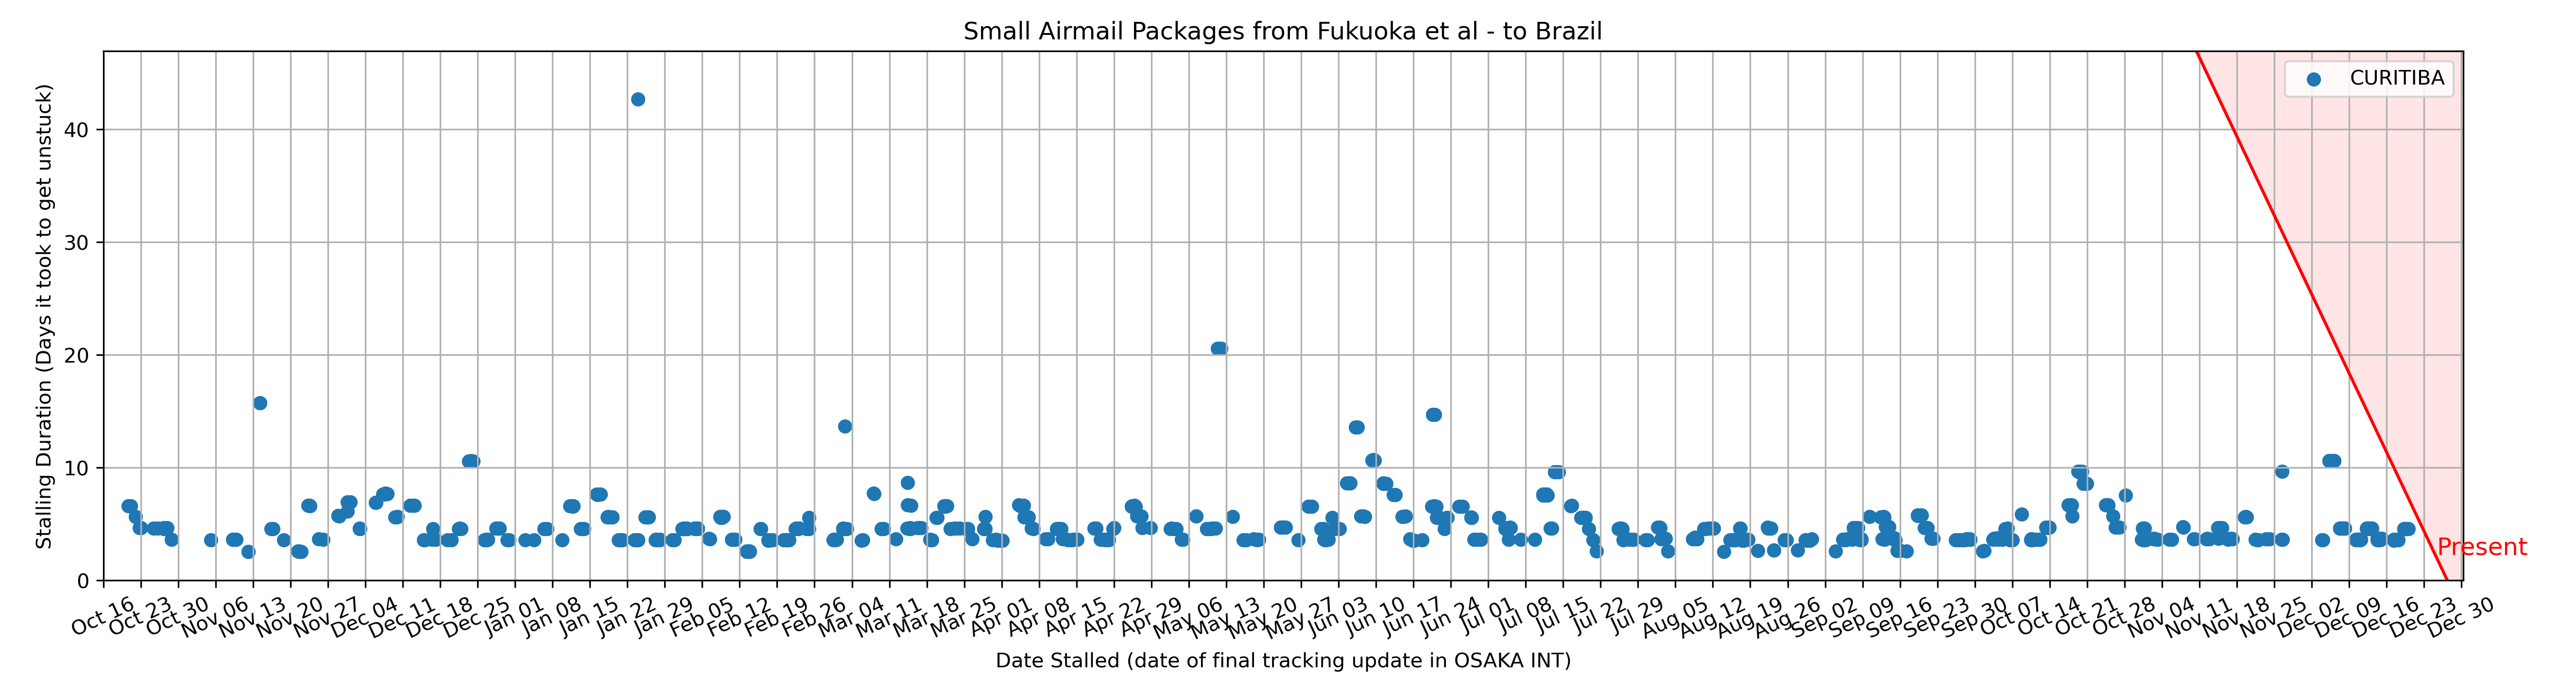 Small Airmail Packages from Fukuoka et al - to Brazil
CURITIBA
Stalling Duration (Days it took to get unstuck)
40
30
20
10
0
Present
Oct 16
Oct 23
Oct 30
Nov 06
Nov 13
Nov 20
Nov 27
Dec 04
Dec 11
Dec 18
Dec 25
Jan 01
Jan 08
Jan 15
Jan 22
Jan 29
Feb 05
Feb 12
Feb 19
Feb 26
Mar 04
Mar 11
Mar 18
Mar 25
Apr 01
Apr 08
Apr 15
Apr 22
Apr 29
May 06
May 13
May 20
May 27
Jun 03
Jun 10
Jun 17
Jun 24
Jul 01
Jul 08
Jul 15
Jul 22
Jul 29
Aug 05
Aug 12
Aug 19
Aug 26
Sep 02
Sep 09
Sep 16
Sep 23
Sep 30
Oct 07
Oct 14
Oct 21
Oct 28
Nov 04
Nov 11
Nov 18
Nov 25
Dec 02
Dec 09
Dec 16
Dec 23
Dec 30
Date Stalled (date of final tracking update in OSAKA INT)